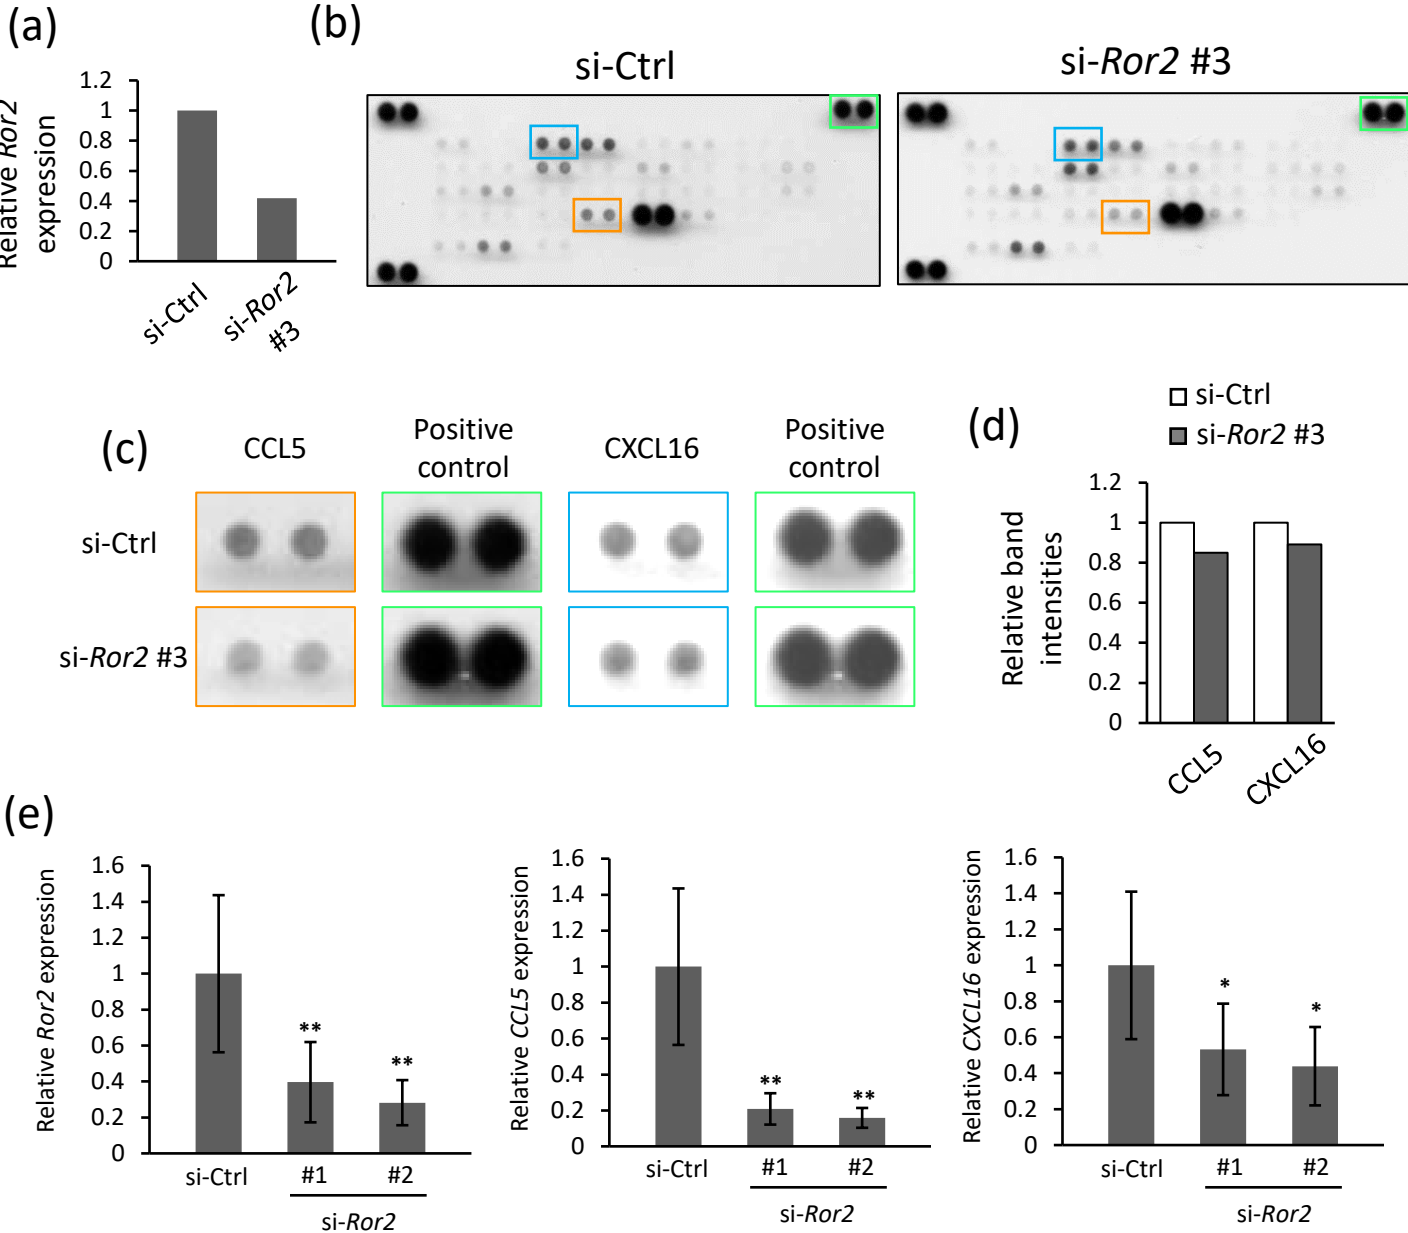 (a)
Relative Ror2
expression
1.2
1
0.8
0.6
0.4
0.2
0
si-Ctrl
si-Ror2
#3
(b)
si-Ctrl
si-Ror2 #3
(c)
CCL5
Positive
control
CXCL16
Positive
control
si-Ctrl
si-Ror2 #3
(d)
si-Ctrl
si-Ror2 #3
Relative band
intensities
1.2
1
0.8
0.6
0.4
0.2
0
CCL5
CXCL16
(e)
Relative Ror2 expression
1.6
1.4
1.2
1
0.8
0.6
0.4
0.2
0
**
**
si-Ctrl
#1
#2
si-Ror2
Relative CCL5 expression
1.6
1.4
1.2
1
0.8
0.6
0.4
0.2
0
**
**
si-Ctrl
#1
#2
si-Ror2
Relative CXCL16 expression
1.6
1.4
1.2
1
0.8
0.6
0.4
0.2
0
*
*
si-Ctrl
#1
#2
si-Ror2